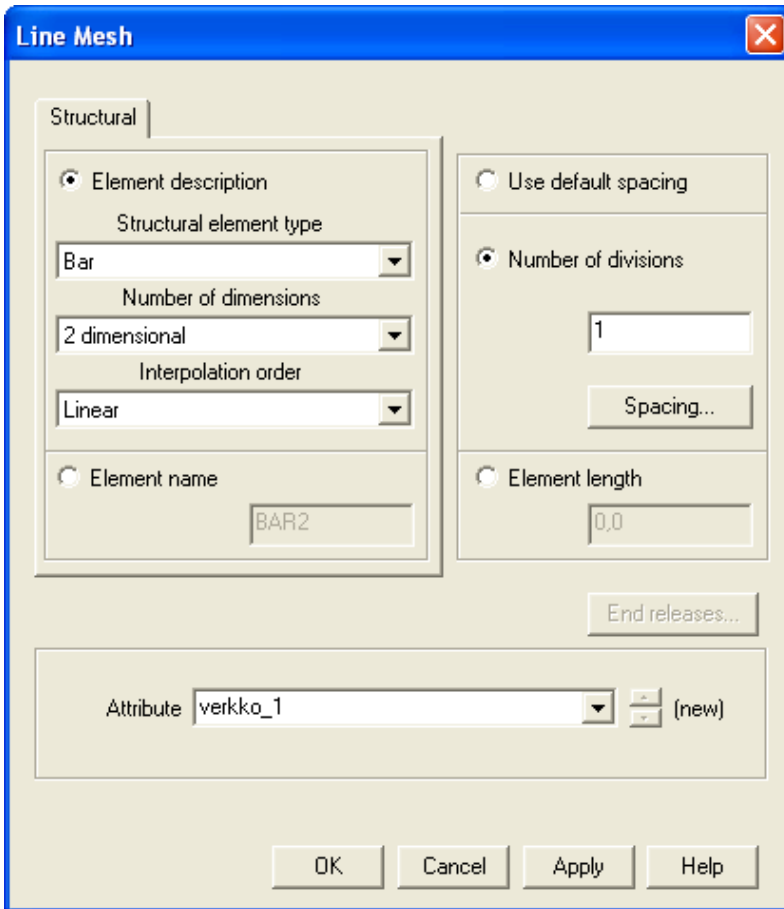 Line Mesh
Structural
Element description
Structural element type
Bar
Number of dimensions
2 dimensional
Interpolation order
Linear
Element name
BAR2
Use default spacing
Number of divisions
1
Spacing...
Element length
0,0
End releases...
Attribute verkko_1 (new)
OK Cancel Apply Help